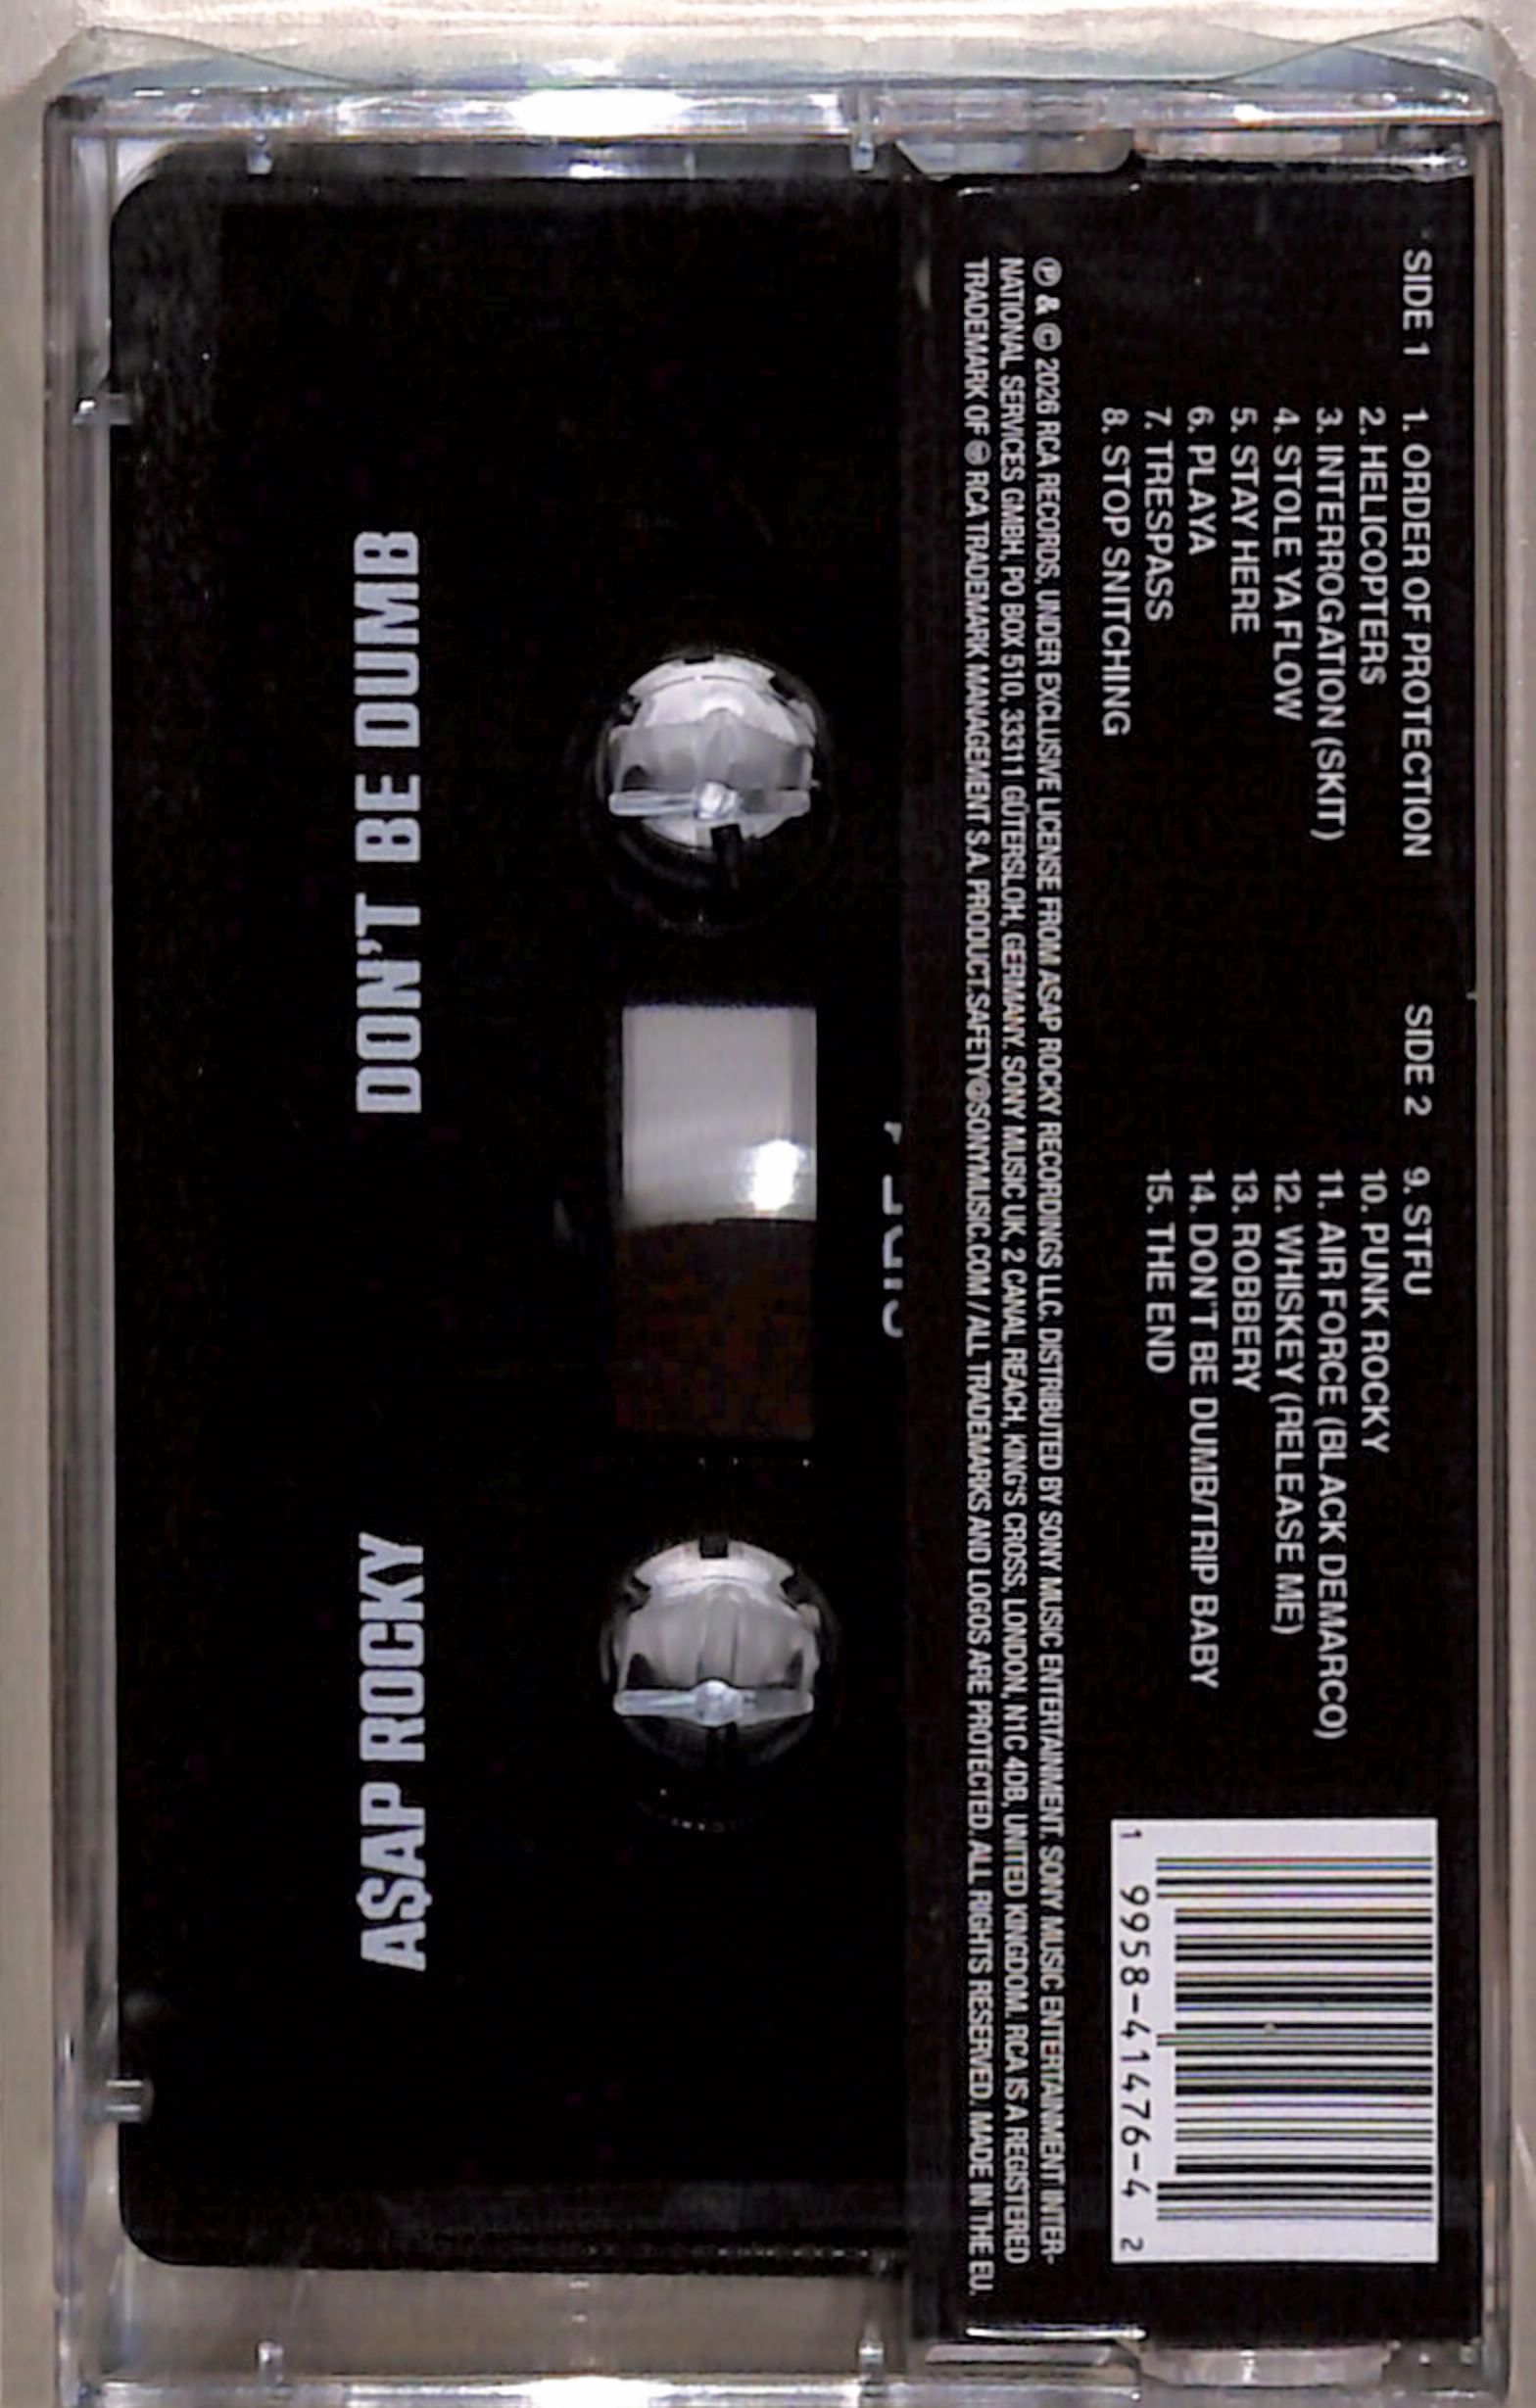 SIDE 1
1. ORDER OF PROTECTION
2. HELICOPTERS
3. INTERROGATION (SKIT)
4. STOLE YA FLOW
5. STAY HERE
6. PLAYA
7. TRESPASS
8. STOP SNITCHING
SIDE 2
9. STFU
10. PUNK ROCKY
11. AIR FORCE (BLACK DEMARCO)
12. WHISKEY (RELEASE ME)
13. ROBBERY
14. DON'T BE DUMB/TRIP BABY
15. THE END
1 99958-41476-4 2
Ⓟ & © 2026 RCA RECORDS, UNDER EXCLUSIVE LICENSE FROM A$AP ROCKY RECORDINGS LLC. DISTRIBUTED BY SONY MUSIC ENTERTAINMENT. SONY MUSIC ENTERTAINMENT INTER-
NATIONAL SERVICES GMBH, PO BOX 510, 33311 GÜTERSLOH, GERMANY. SONY MUSIC UK, 2 CANAL REACH, KING'S CROSS, LONDON, N1C 4DB, UNITED KINGDOM. RCA IS A REGISTERED
TRADEMARK OF RCA TRADEMARK MANAGEMENT S.A. PRODUCT.SAFETY@SONYMUSIC.COM / ALL TRADEMARKS AND LOGOS ARE PROTECTED. ALL RIGHTS RESERVED. MADE IN THE EU.
A$AP ROCKY
DON'T BE DUMB